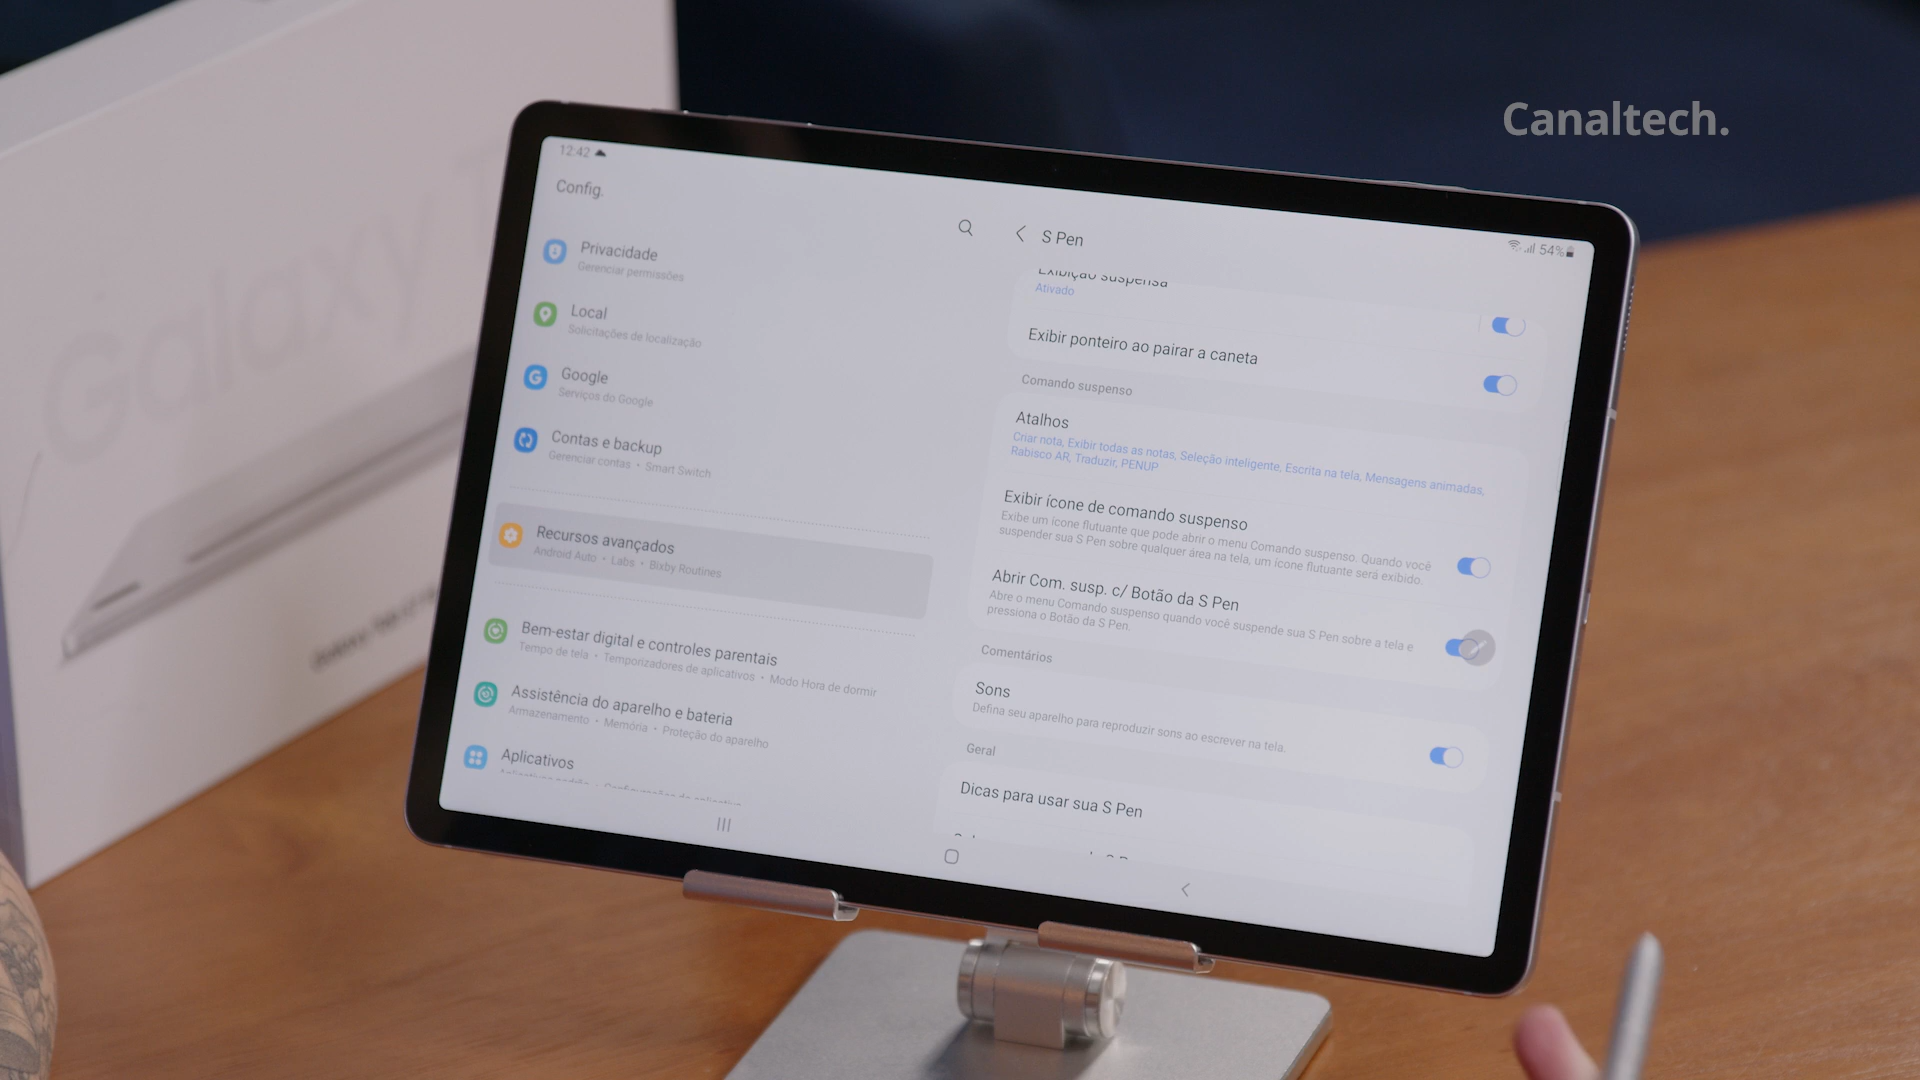 Canaltech.
Galaxy T
12:42
Config.
Privacidade
Gerenciar permissões
Local
Solicitações de localização
Google
Serviços do Google
Contas e backup
Gerenciar contas • Smart Switch
Recursos avançados
Android Auto • Labs • Bixby Routines
Bem-estar digital e controles parentais
Tempo de tela • Temporizadores de aplicativos • Modo Hora de dormir
Assistência do aparelho e bateria
Armazenamento • Memória • Proteção do aparelho
Aplicativos
54%
S Pen
Exibição suspensa
Ativado
Exibir ponteiro ao pairar a caneta
Comando suspenso
Atalhos
Criar nota, Exibir todas as notas, Seleção inteligente, Escrita na tela, Mensagens animadas,
Rabisco AR, Traduzir, PENUP
Exibir ícone de comando suspenso
Exibe um ícone flutuante que pode abrir o menu Comando suspenso. Quando você
suspender sua S Pen sobre qualquer área na tela, um ícone flutuante será exibido.
Abrir Com. susp. c/ Botão da S Pen
Abre o menu Comando suspenso quando você suspende sua S Pen sobre a tela e
pressiona o Botão da S Pen.
Comentários
Sons
Defina seu aparelho para reproduzir sons ao escrever na tela.
Geral
Dicas para usar sua S Pen